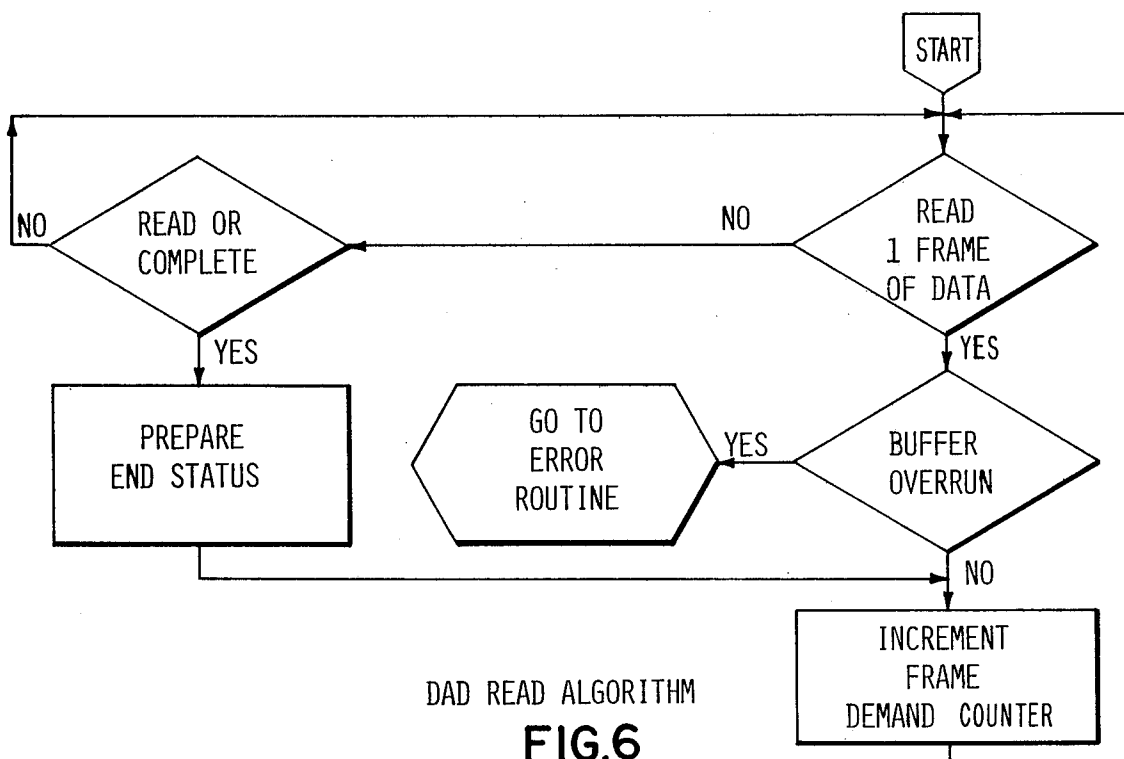 START
READ OR
COMPLETE
NO
YES
NO
READ
1 FRAME
OF DATA
YES
PREPARE
END STATUS
GO TO
ERROR
ROUTINE
YES
BUFFER
OVERRUN
NO
INCREMENT
FRAME
DEMAND COUNTER
DAD READ ALGORITHM
FIG.6